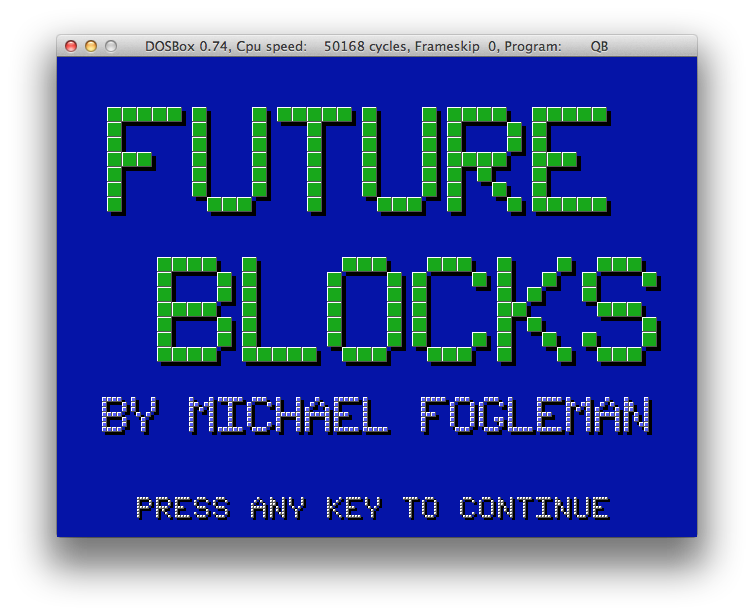 DOSBox 0.74, Cpu speed: 50168 cycles, Frameskip 0, Program: QB
FUTURE
BLOCKS
BY MICHAEL FOGLEMAN
PRESS ANY KEY TO CONTINUE